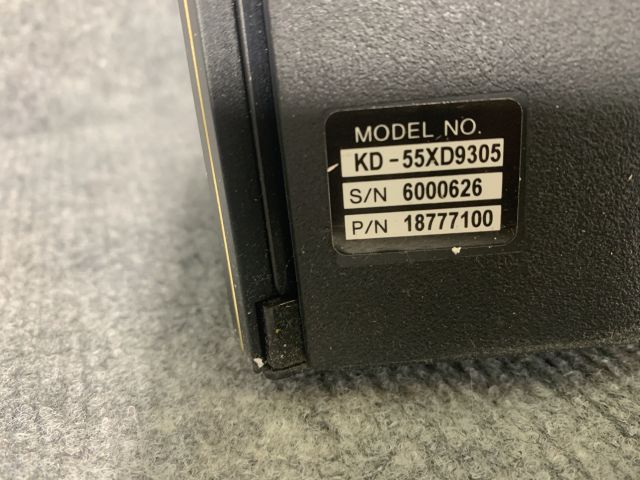 MODEL NO.
KD-55XD9305
S/N 6000626
P/N 18777100